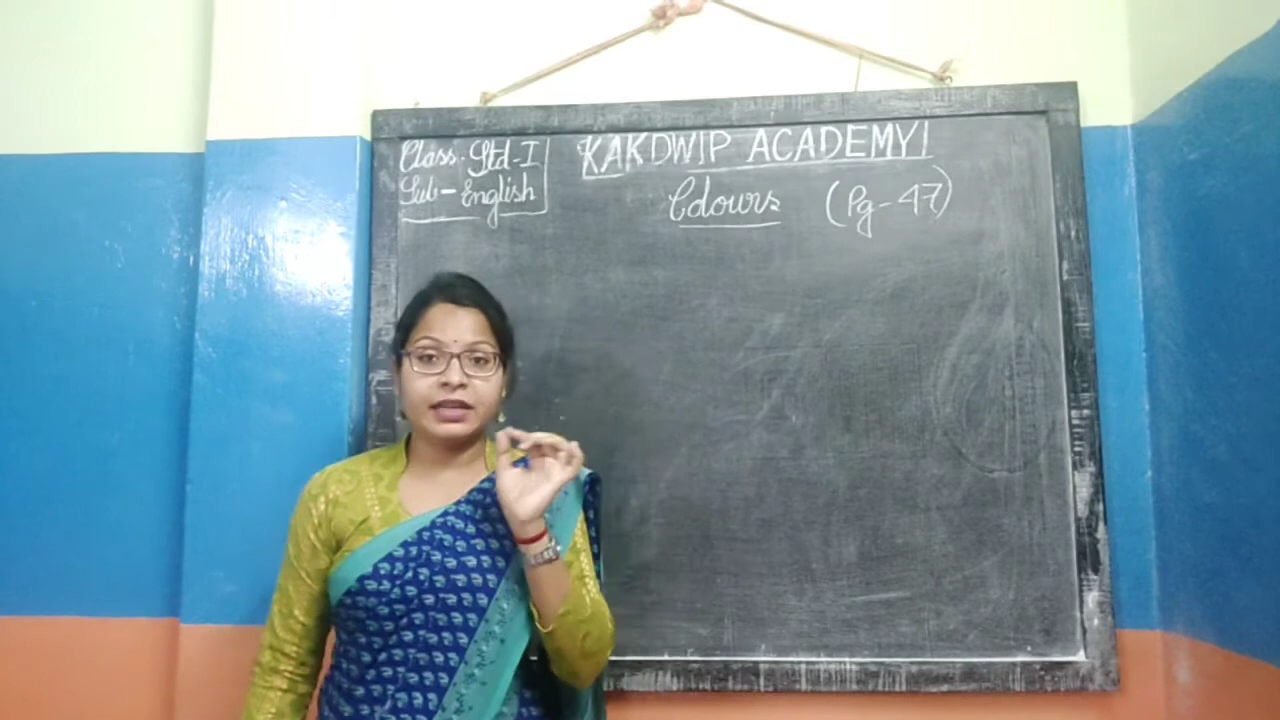 Class - Std - I
Sub - English
KAKDWIP ACADEMY
Colours (Pg - 47)